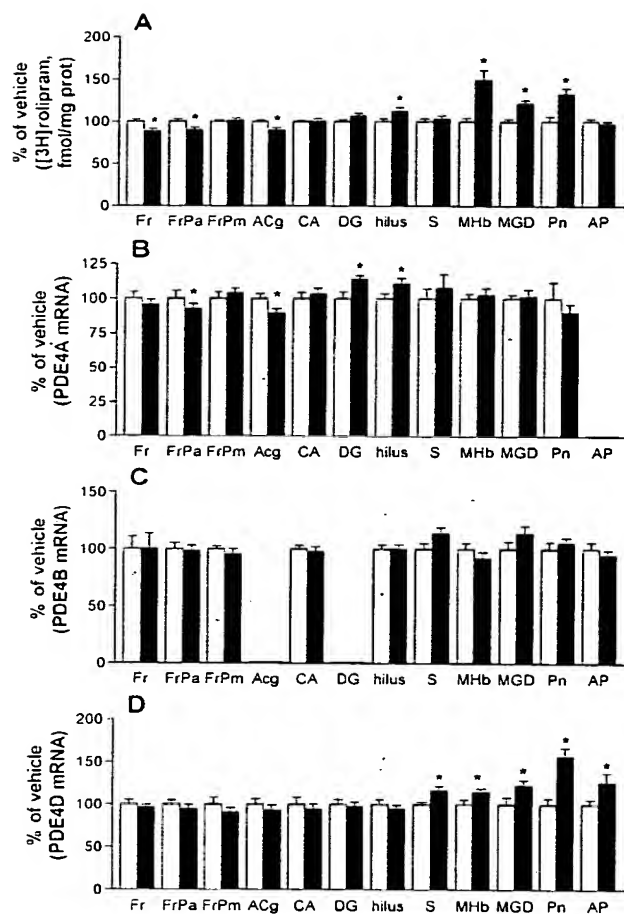 A
% of vehicle
([3H]rolipram,
fmol/mg prot)
200
150
100
50
0
* * * * * * *
Fr FrPa FrPm ACg CA DG hilus S MHb MGD Pn AP
B
% of vehicle
(PDE4A mRNA)
125
100
75
50
25
0
* * * *
Fr FrPa FrPm Acg CA DG hilus S MHb MGD Pn AP
C
% of vehicle
(PDE4B mRNA)
150
100
50
0
Fr FrPa FrPm Acg CA DG hilus S MHb MGD Pn AP
D
% of vehicle
(PDE4D mRNA)
200
150
100
50
0
* * * * *
Fr FrPa FrPm ACg CA DG hilus S MHb MGD Pn AP